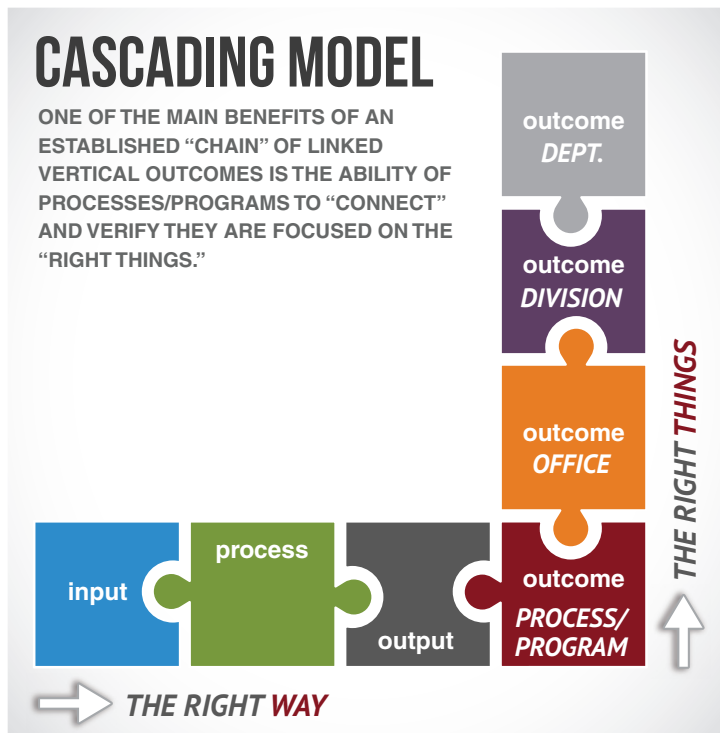 CASCADING MODEL
ONE OF THE MAIN BENEFITS OF AN
ESTABLISHED “CHAIN” OF LINKED
VERTICAL OUTCOMES IS THE ABILITY OF
PROCESSES/PROGRAMS TO “CONNECT”
AND VERIFY THEY ARE FOCUSED ON THE
“RIGHT THINGS.”
outcome
DEPT.
outcome
DIVISION
outcome
OFFICE
input
process
output
outcome
PROCESS/
PROGRAM
THE RIGHT THINGS
THE RIGHT WAY